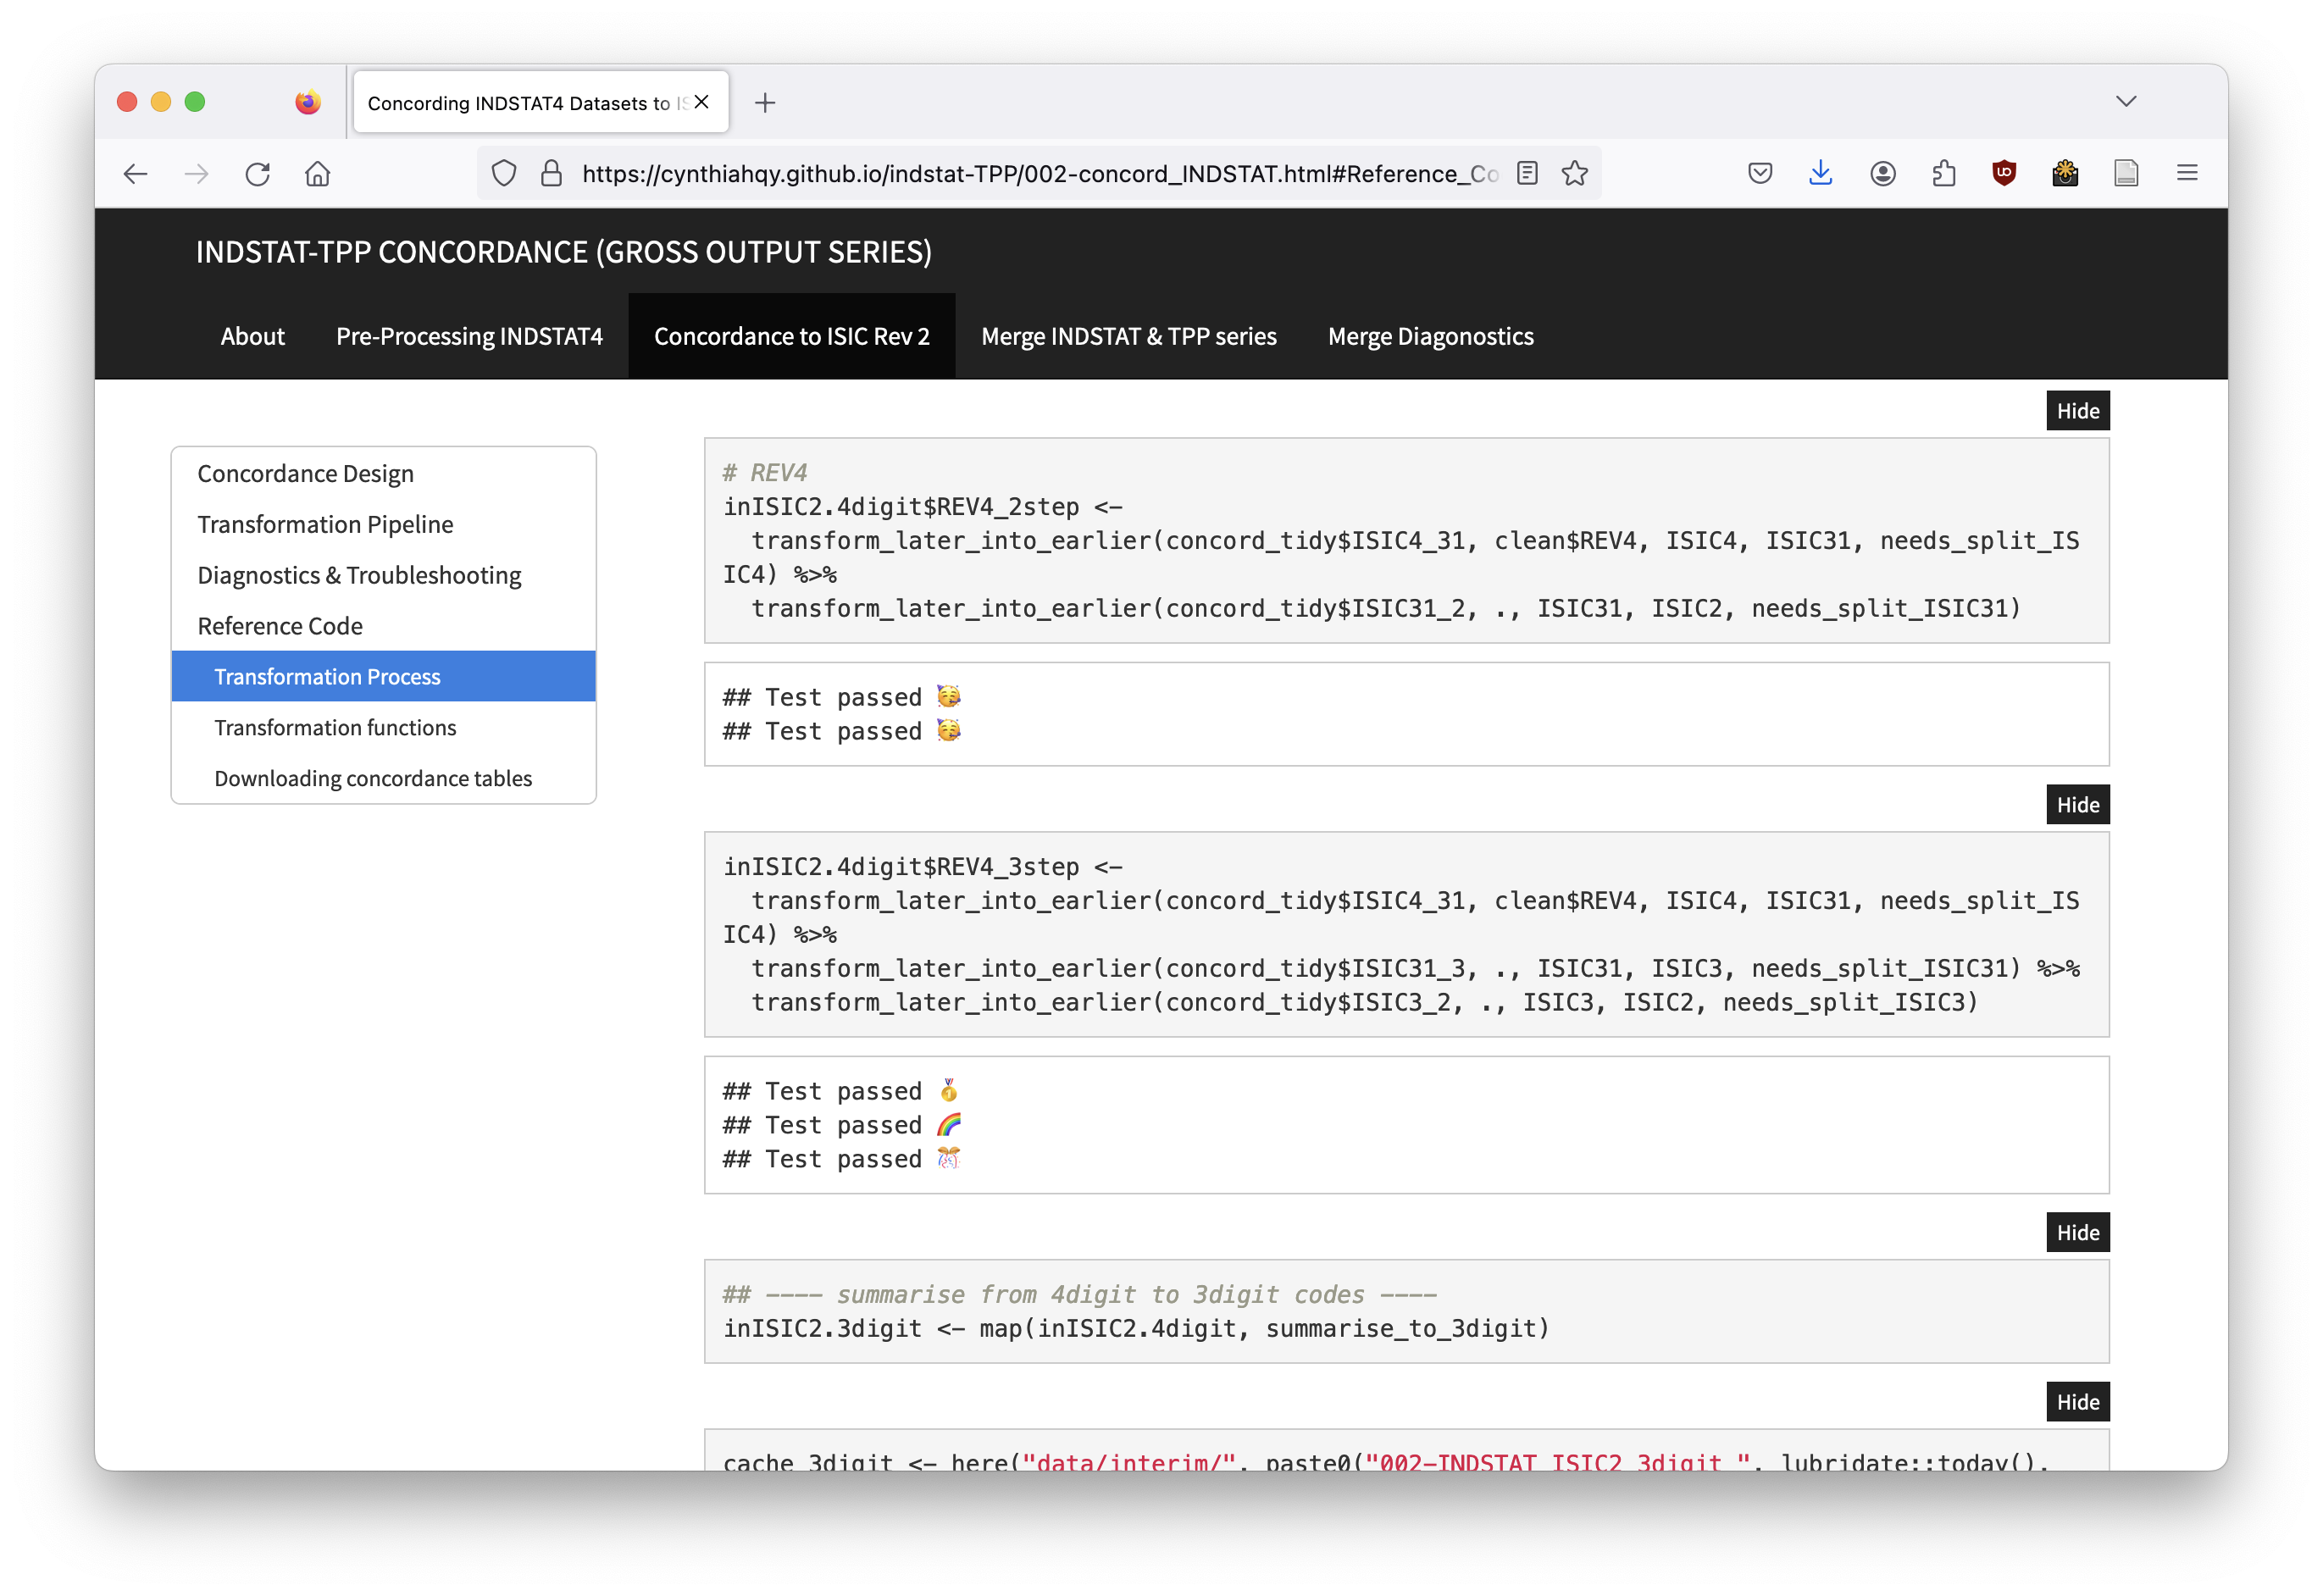 Concording INDSTAT4 Datasets to IS
https://cynthiahqy.github.io/indstat-TPP/002-concord_INDSTAT.html#Reference_Co
INDSTAT-TPP CONCORDANCE (GROSS OUTPUT SERIES)
About Pre-Processing INDSTAT4 Concordance to ISIC Rev 2 Merge INDSTAT & TPP series Merge Diagonostics
Concordance Design
Transformation Pipeline
Diagnostics & Troubleshooting
Reference Code
Transformation Process
Transformation functions
Downloading concordance tables
Hide
# REV4
inISIC2.4digit$REV4_2step <-
  transform_later_into_earlier(concord_tidy$ISIC4_31, clean$REV4, ISIC4, ISIC31, needs_split_IS
IC4) %>%
  transform_later_into_earlier(concord_tidy$ISIC31_2, ., ISIC31, ISIC2, needs_split_ISIC31)
## Test passed 🥳
## Test passed 🥳
Hide
inISIC2.4digit$REV4_3step <-
  transform_later_into_earlier(concord_tidy$ISIC4_31, clean$REV4, ISIC4, ISIC31, needs_split_IS
IC4) %>%
  transform_later_into_earlier(concord_tidy$ISIC31_3, ., ISIC31, ISIC3, needs_split_ISIC31) %>%
  transform_later_into_earlier(concord_tidy$ISIC3_2, ., ISIC3, ISIC2, needs_split_ISIC3)
## Test passed 🥇
## Test passed 🌈
## Test passed 🎊
Hide
## ---- summarise from 4digit to 3digit codes ----
inISIC2.3digit <- map(inISIC2.4digit, summarise_to_3digit)
Hide
cache_3digit <- here("data/interim/", paste0("002-INDSTAT_ISIC2_3digit_", lubridate::today(),